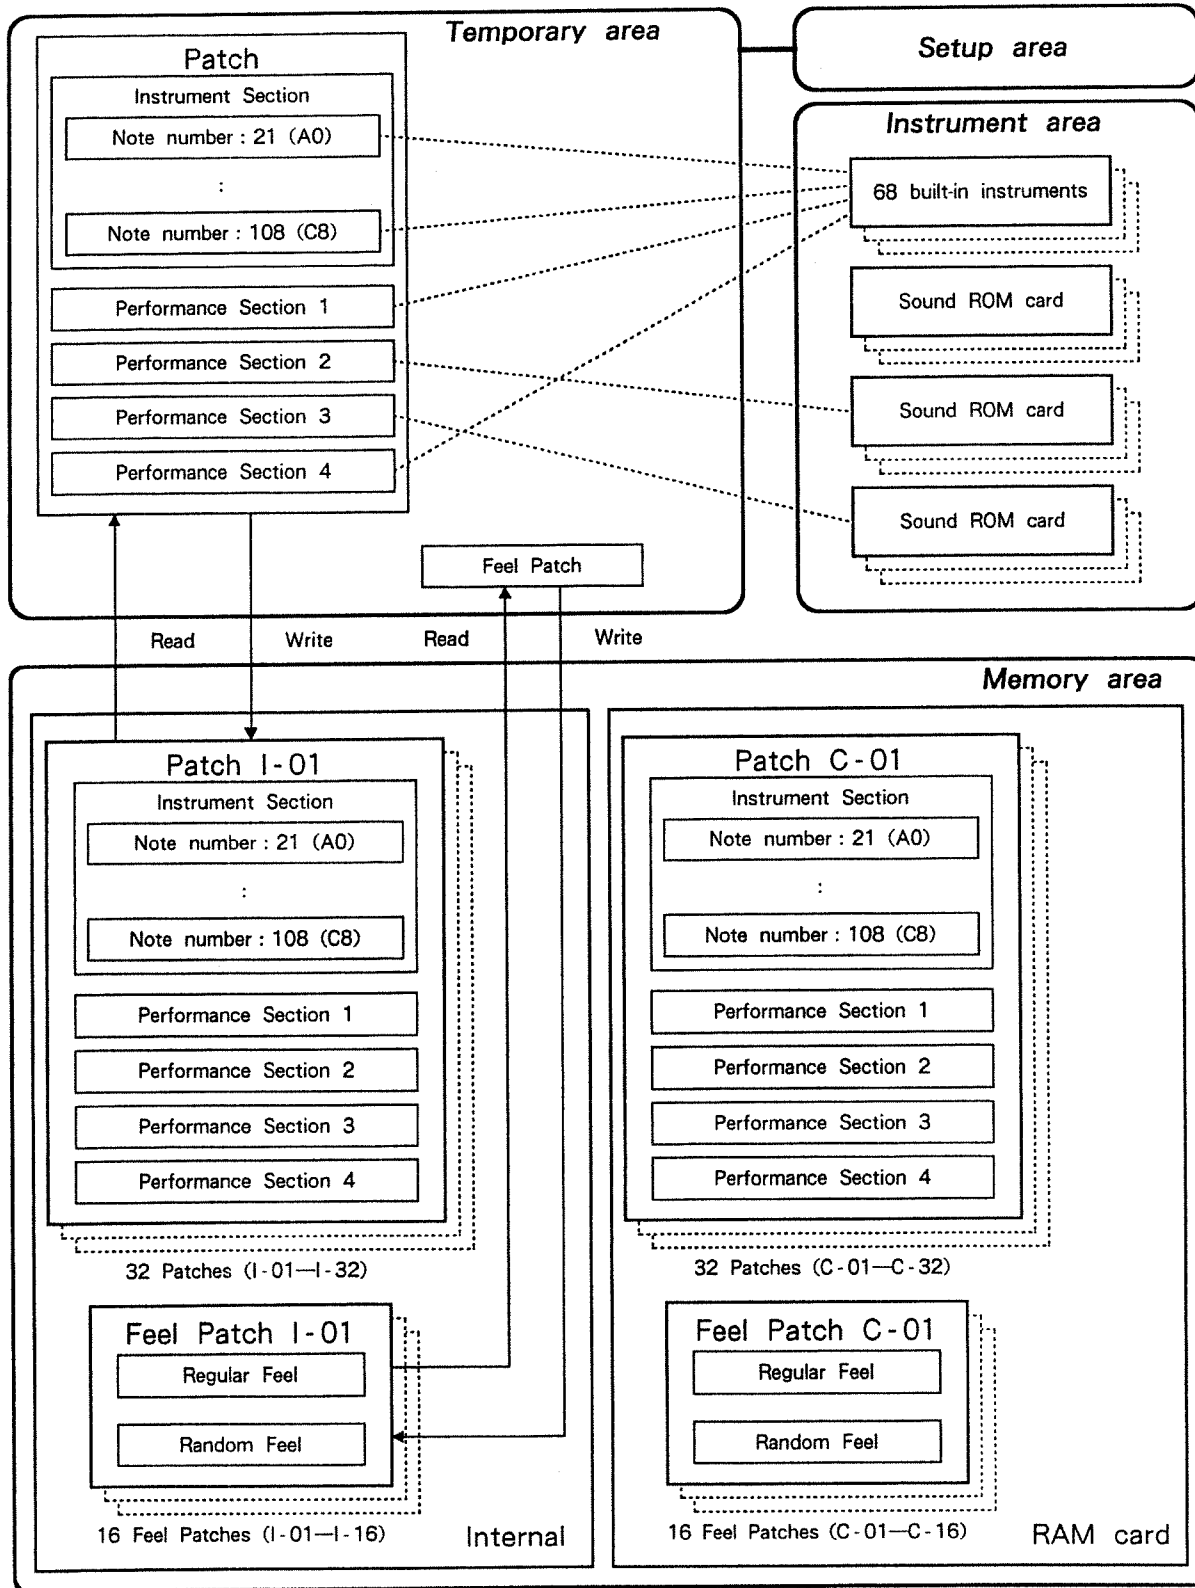 Temporary area
Patch
Instrument Section
Note number : 21 (A0)
:
Note number : 108 (C8)
Performance Section 1
Performance Section 2
Performance Section 3
Performance Section 4
Feel Patch
Setup area
Instrument area
68 built-in instruments
Sound ROM card
Sound ROM card
Sound ROM card
Read
Write
Read
Write
Memory area
Patch I-01
Instrument Section
Note number : 21 (A0)
:
Note number : 108 (C8)
Performance Section 1
Performance Section 2
Performance Section 3
Performance Section 4
32 Patches (I-01—I-32)
Feel Patch I-01
Regular Feel
Random Feel
16 Feel Patches (I-01—I-16)
Internal
Patch C-01
Instrument Section
Note number : 21 (A0)
:
Note number : 108 (C8)
Performance Section 1
Performance Section 2
Performance Section 3
Performance Section 4
32 Patches (C-01—C-32)
Feel Patch C-01
Regular Feel
Random Feel
16 Feel Patches (C-01—C-16)
RAM card